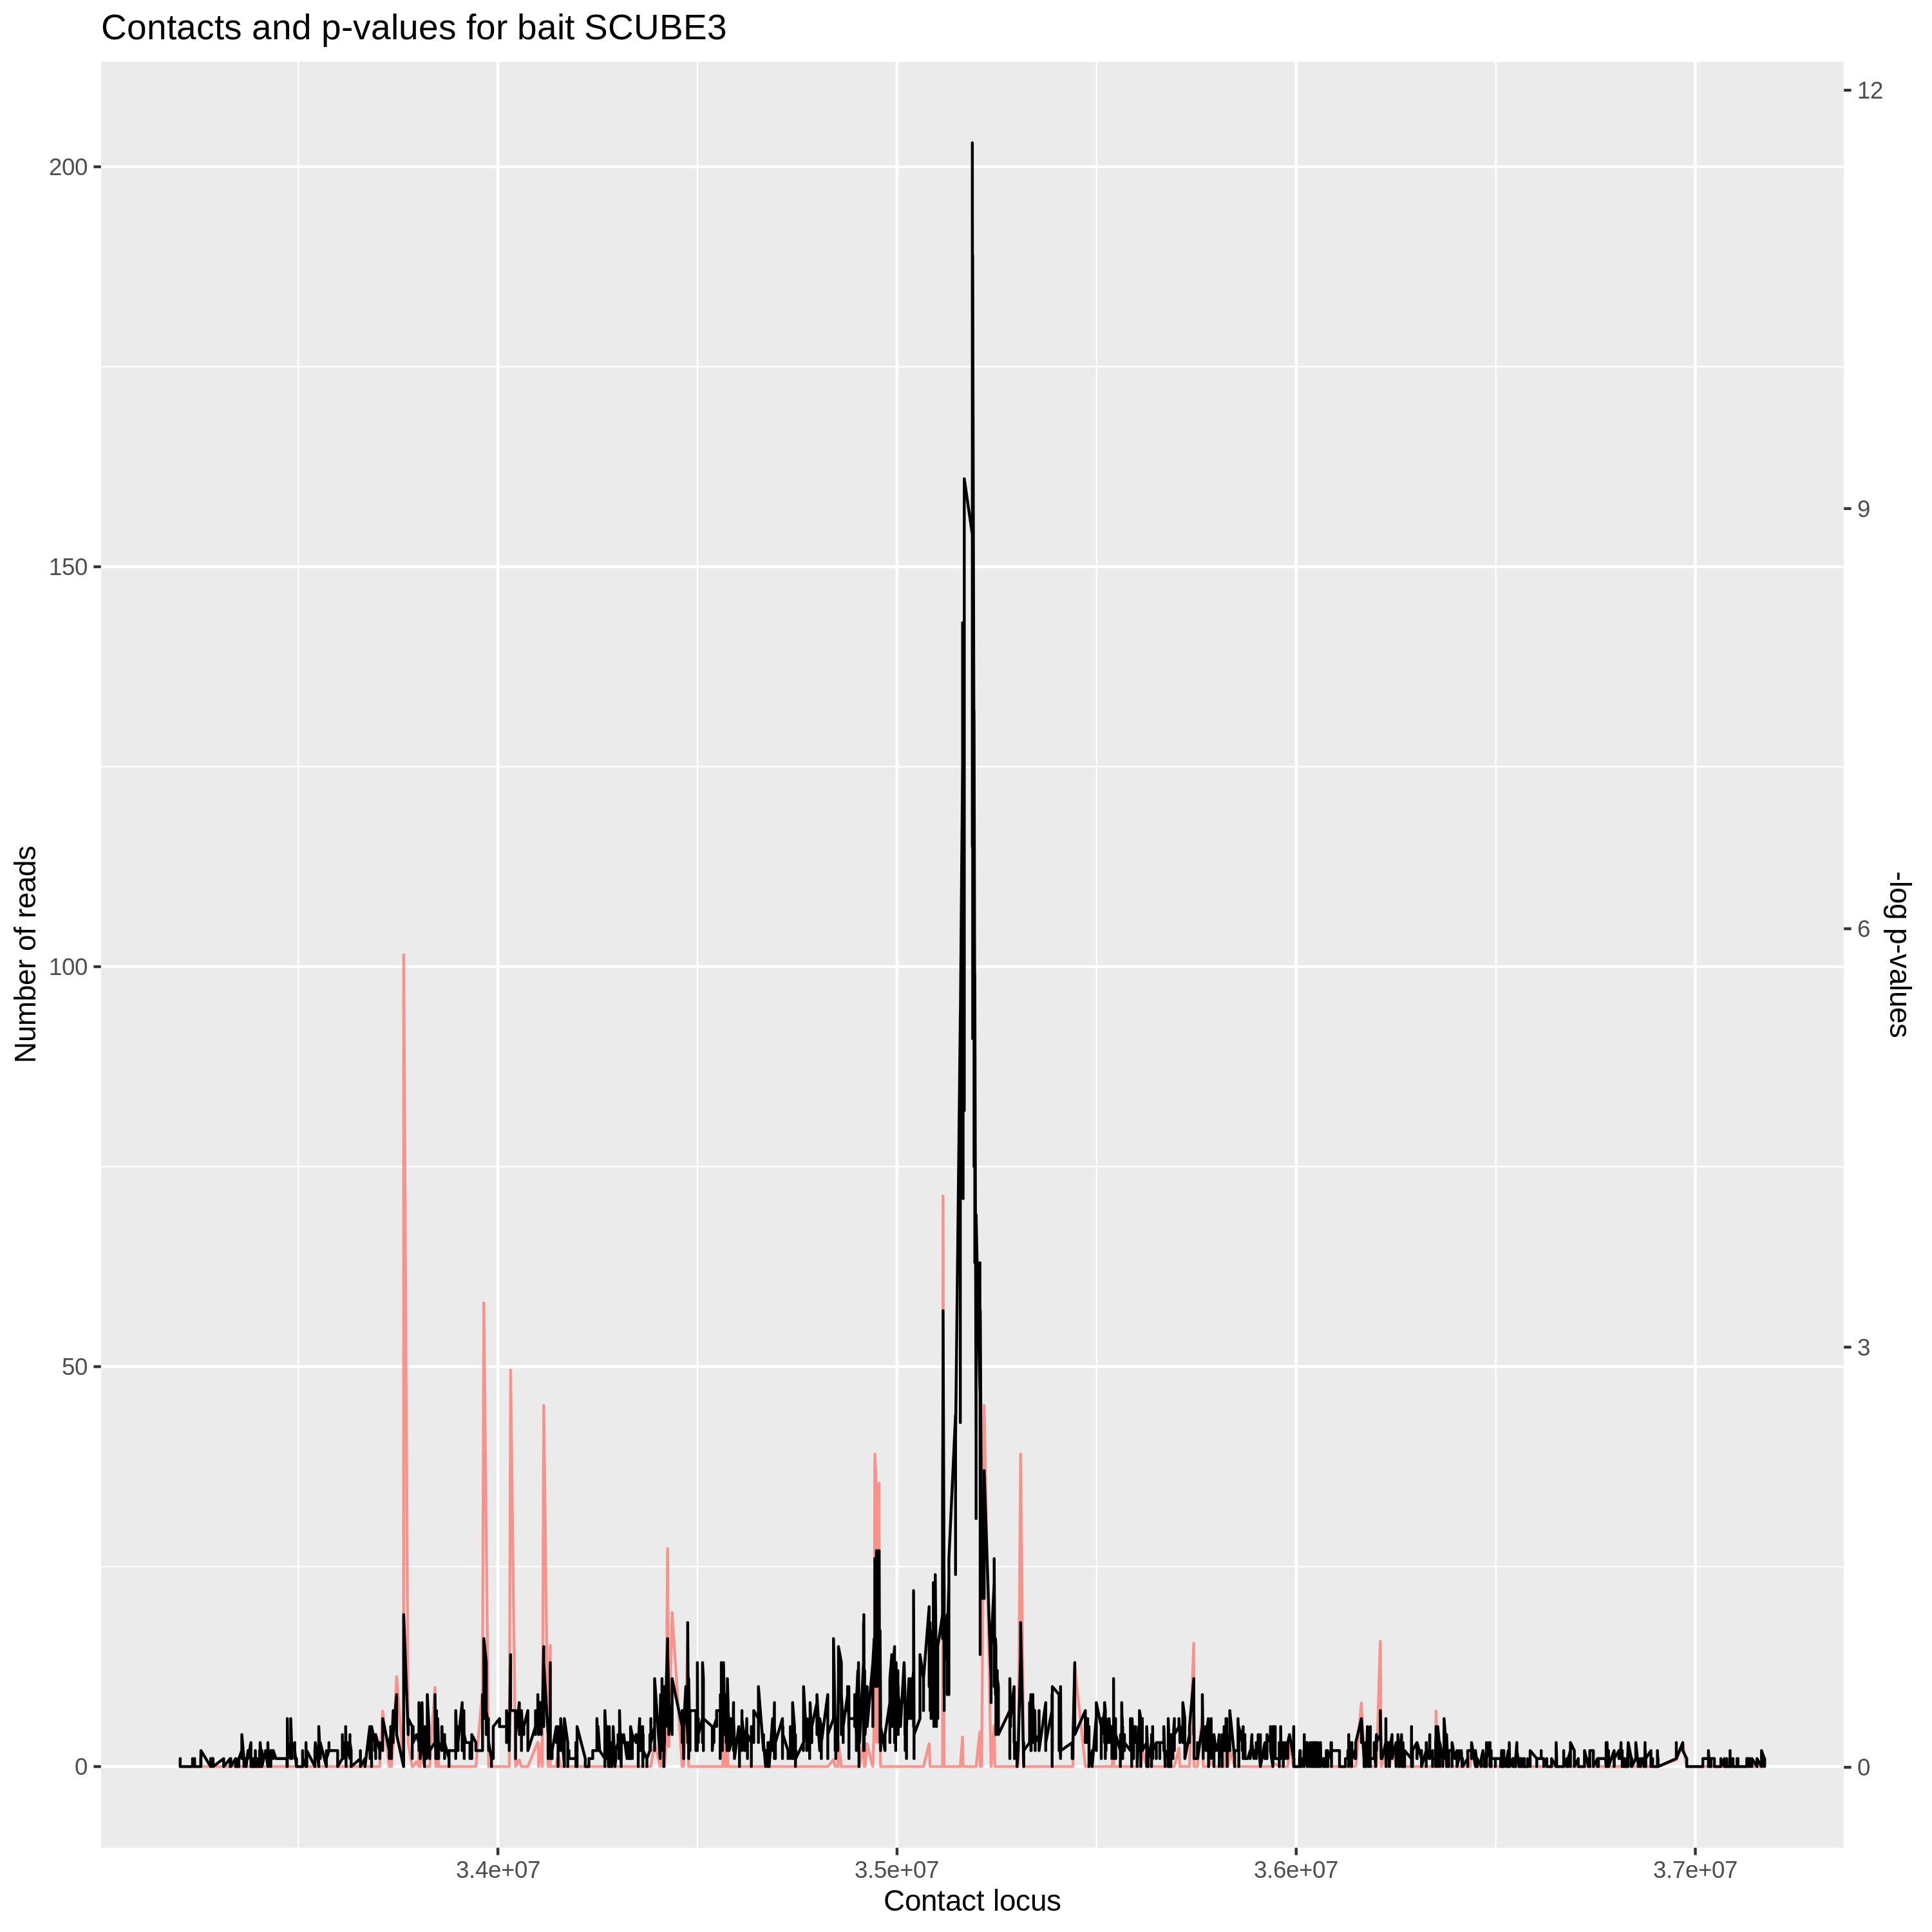 Contacts and p-values for bait SCUBE3
200
150
100
50
0
Number of reads
12
9
6
3
0
-log p-values
3.4e+07
3.5e+07
3.6e+07
3.7e+07
Contact locus